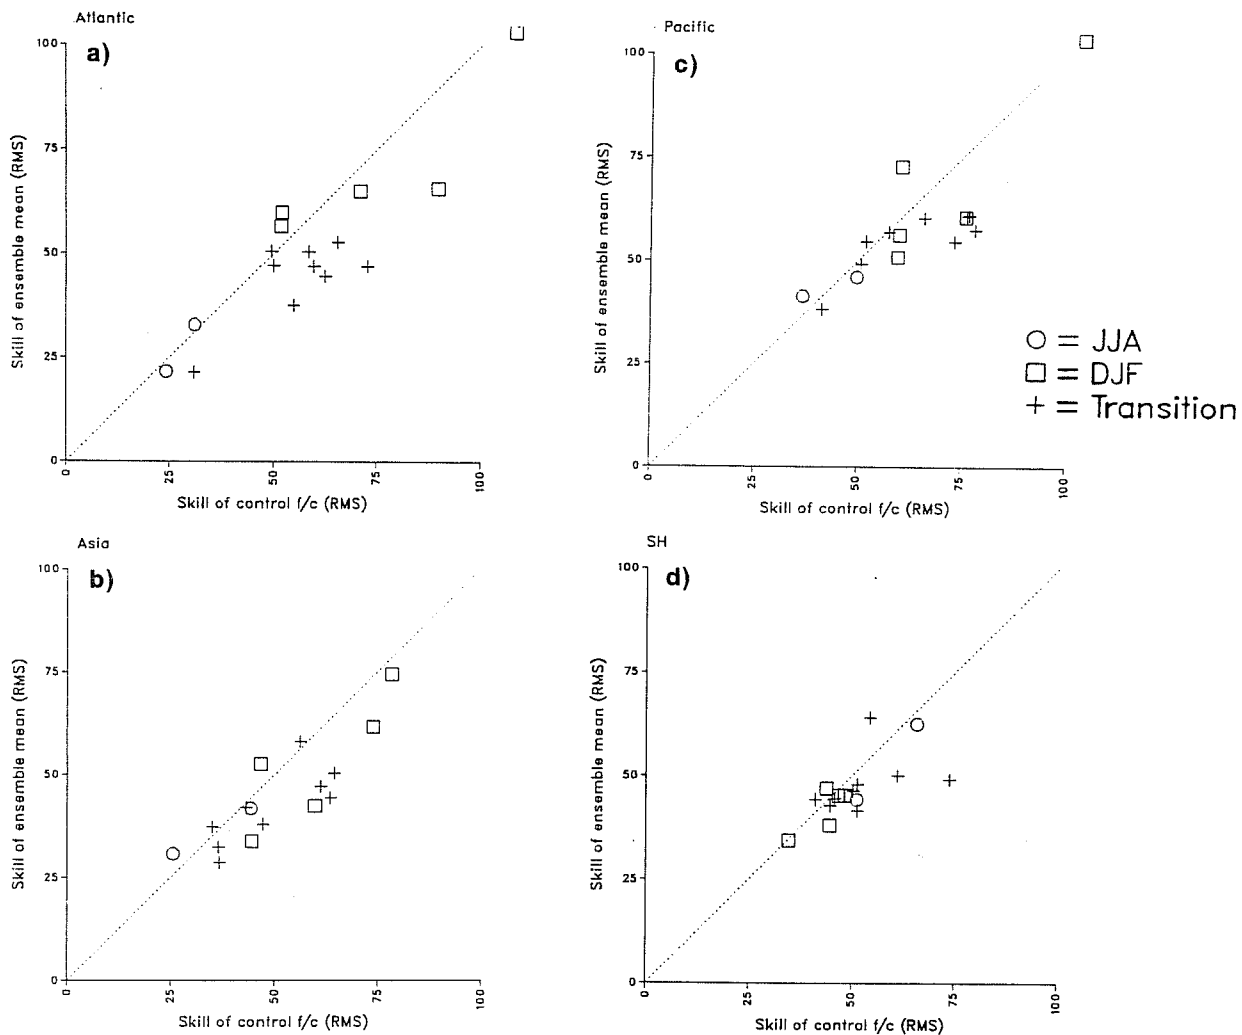 Atlantic
a)
Skill of ensemble mean (RMS)
100
75
50
25
0
0
25
50
75
100
Skill of control f/c (RMS)
Pacific
c)
Skill of ensemble mean (RMS)
100
75
50
25
0
0
25
50
75
100
Skill of control f/c (RMS)
○ = JJA
□ = DJF
+ = Transition
Asia
b)
Skill of ensemble mean (RMS)
100
75
50
25
0
0
25
50
75
100
Skill of control f/c (RMS)
SH
d)
Skill of ensemble mean (RMS)
100
75
50
25
0
0
25
50
75
100
Skill of control f/c (RMS)